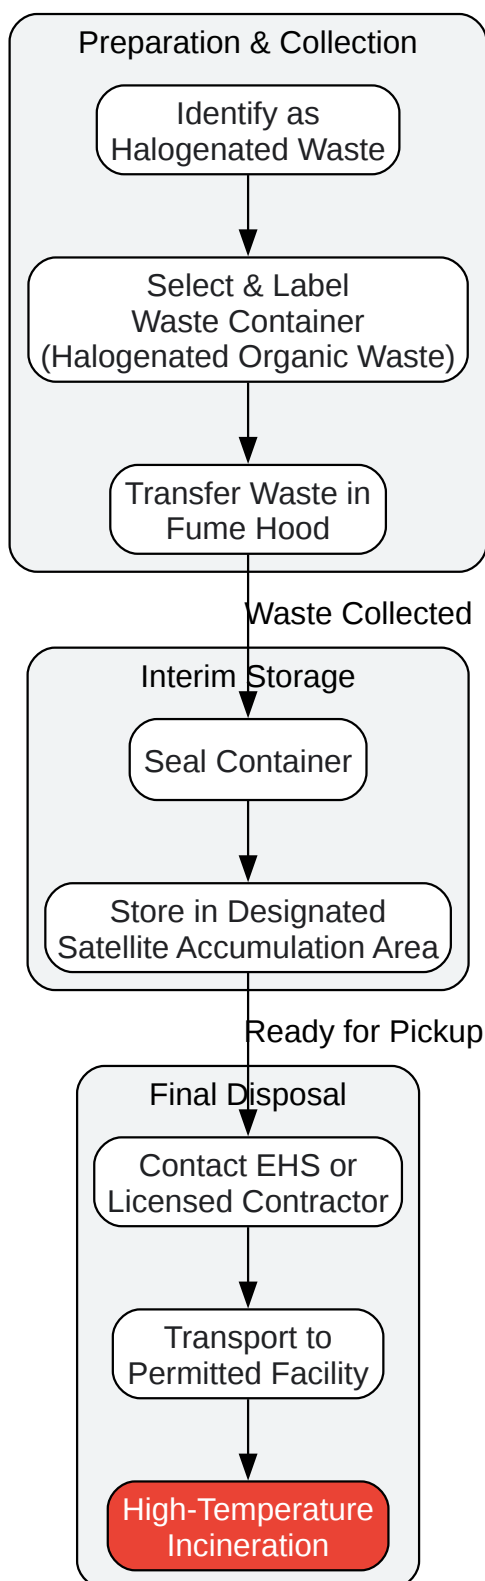 Preparation & Collection
Identify as
Halogenated Waste
Select & Label
Waste Container
(Halogenated Organic Waste)
Transfer Waste in
Fume Hood
Waste Collected
Interim Storage
Seal Container
Store in Designated
Satellite Accumulation Area
Ready for Pickup
Final Disposal
Contact EHS or
Licensed Contractor
Transport to
Permitted Facility
High-Temperature
Incineration